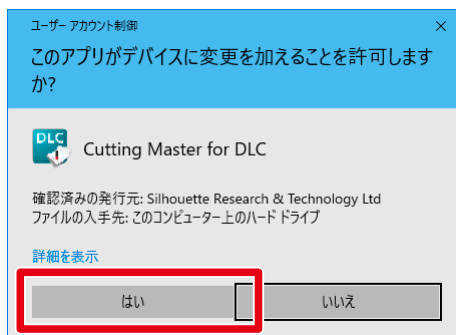 ユーザー アカウント制御
このアプリがデバイスに変更を加えることを許可します
か?
DLC
Cutting Master for DLC
確認済みの発行元: Silhouette Research & Technology Ltd
ファイルの入手先: このコンピューター上のハード ドライブ
詳細を表示
はい
いいえ